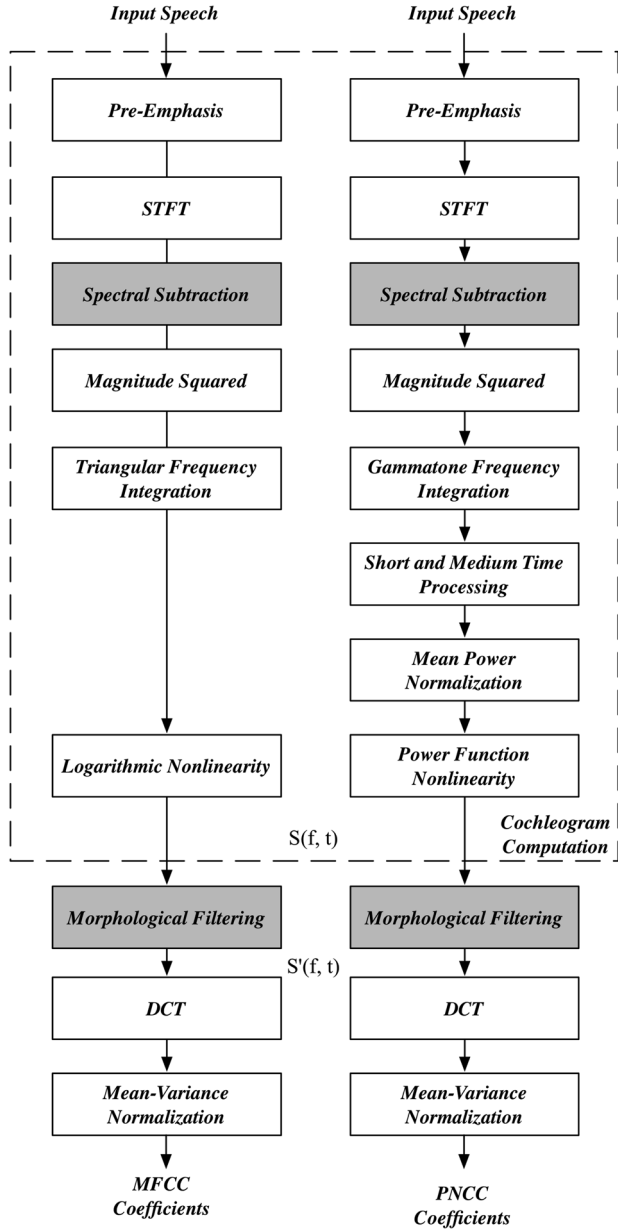 Input Speech
Pre-Emphasis
STFT
Spectral Subtraction
Magnitude Squared
Triangular Frequency
Integration
Logarithmic Nonlinearity
Morphological Filtering
DCT
Mean-Variance
Normalization
MFCC
Coefficients
Input Speech
Pre-Emphasis
STFT
Spectral Subtraction
Magnitude Squared
Gammatone Frequency
Integration
Short and Medium Time
Processing
Mean Power
Normalization
Power Function
Nonlinearity
Cochleogram
Computation
S(f, t)
Morphological Filtering
S'(f, t)
DCT
Mean-Variance
Normalization
PNCC
Coefficients